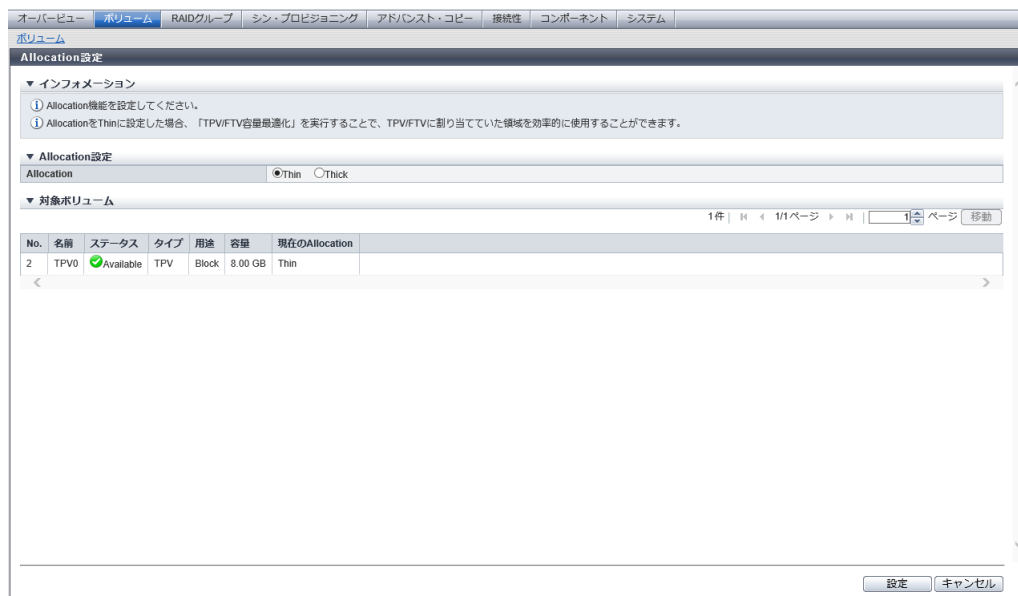 オーバービュー ボリューム RAIDグループ シン・プロビジョニング アドバンスト・コピー 接続性 コンポーネント システム
ボリューム
Allocation設定
▼ インフォメーション
Allocation機能を設定してください。
AllocationをThinに設定した場合、「TPV/FTV容量最適化」を実行することで、TPV/FTVに割り当てていた領域を効率的に使用することができます。
▼ Allocation設定
Allocation Thin Thick
▼ 対象ボリューム
1件 | 1/1ページ | 1 ページ 移動
No. 名前 ステータス タイプ 用途 容量 現在のAllocation
2 TPV0 Available TPV Block 8.00 GB Thin
設定 キャンセル